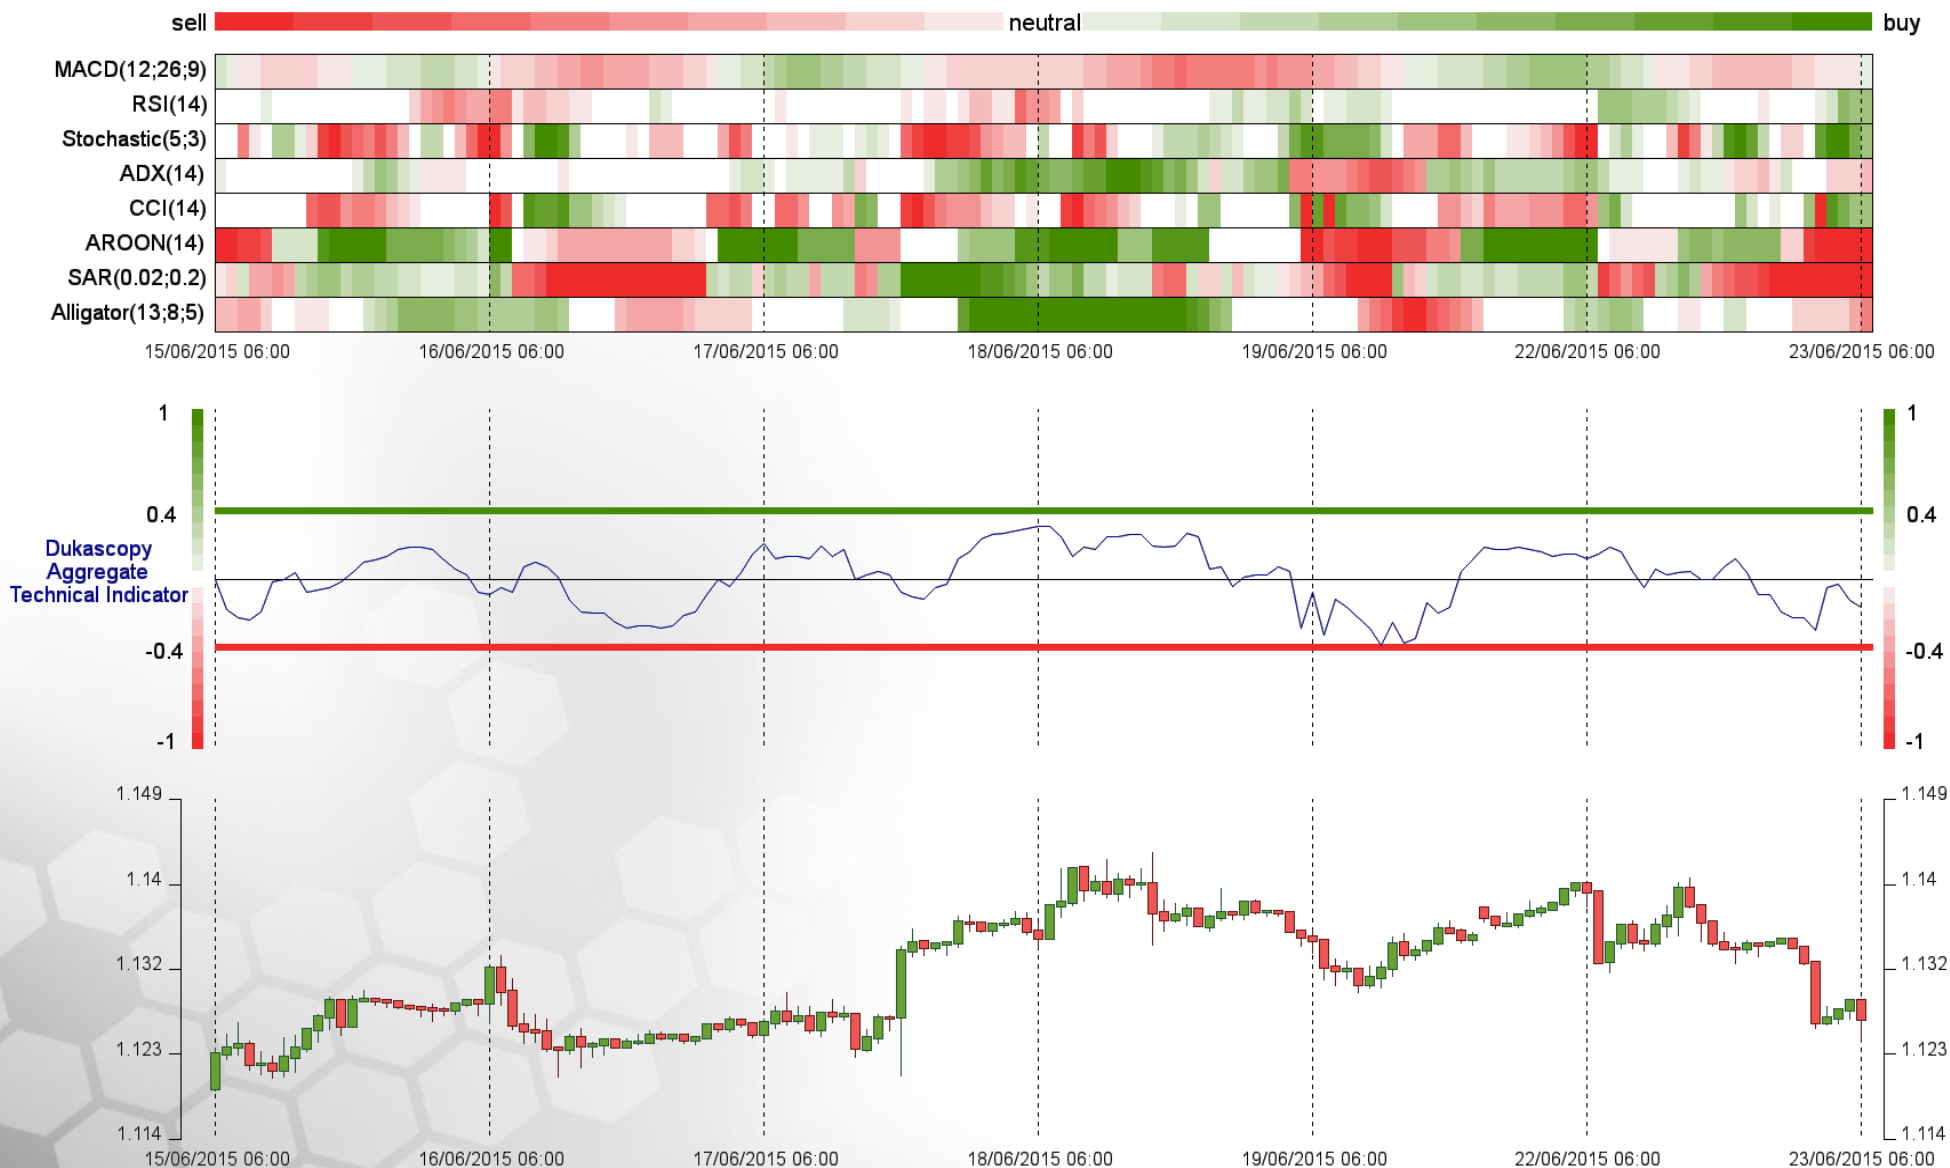 sell neutral buy
MACD(12;26;9)
RSI(14)
Stochastic(5;3)
ADX(14)
CCI(14)
AROON(14)
SAR(0.02;0.2)
Alligator(13;8;5)
15/06/2015 06:00 16/06/2015 06:00 17/06/2015 06:00 18/06/2015 06:00 19/06/2015 06:00 22/06/2015 06:00 23/06/2015 06:00
1 1
0.4 0.4
Dukascopy
Aggregate
Technical Indicator
-0.4 -0.4
-1 -1
1.149 1.149
1.14 1.14
1.132 1.132
1.123 1.123
1.114 1.114
15/06/2015 06:00 16/06/2015 06:00 17/06/2015 06:00 18/06/2015 06:00 19/06/2015 06:00 22/06/2015 06:00 23/06/2015 06:00